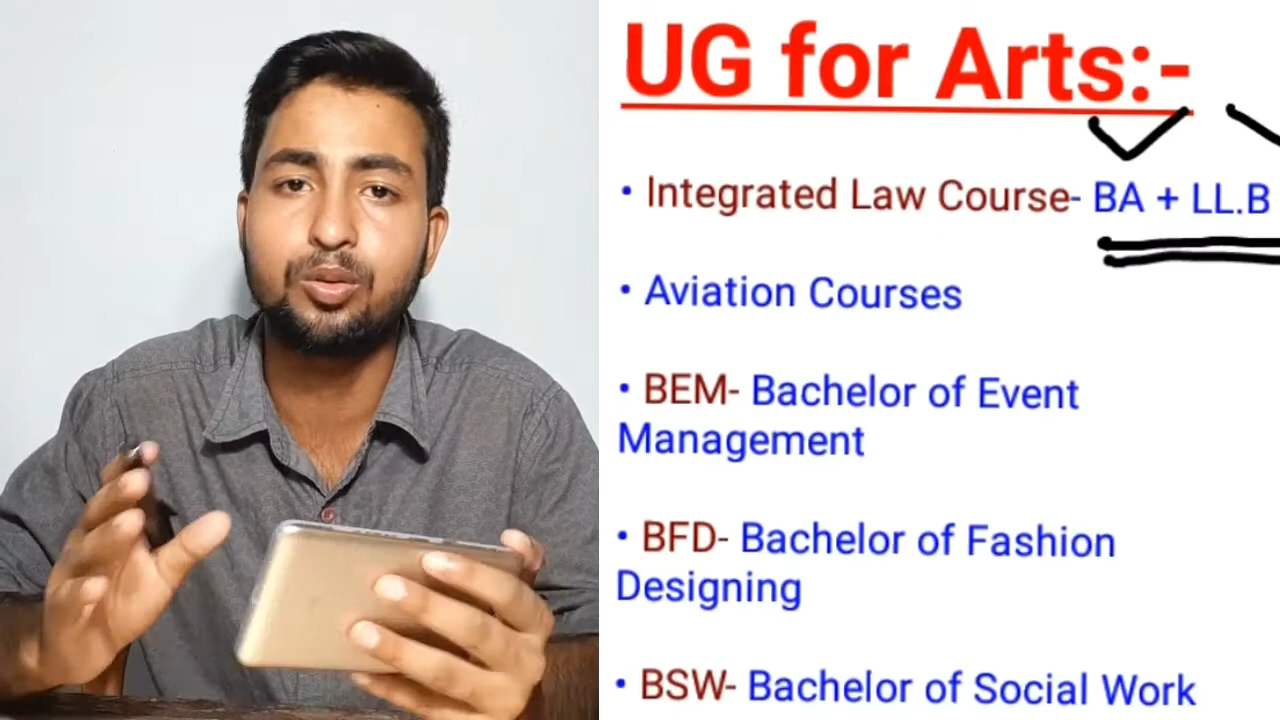 UG for Arts:-
• Integrated Law Course- BA + LL.B
• Aviation Courses
• BEM- Bachelor of Event
Management
• BFD- Bachelor of Fashion
Designing
• BSW- Bachelor of Social Work